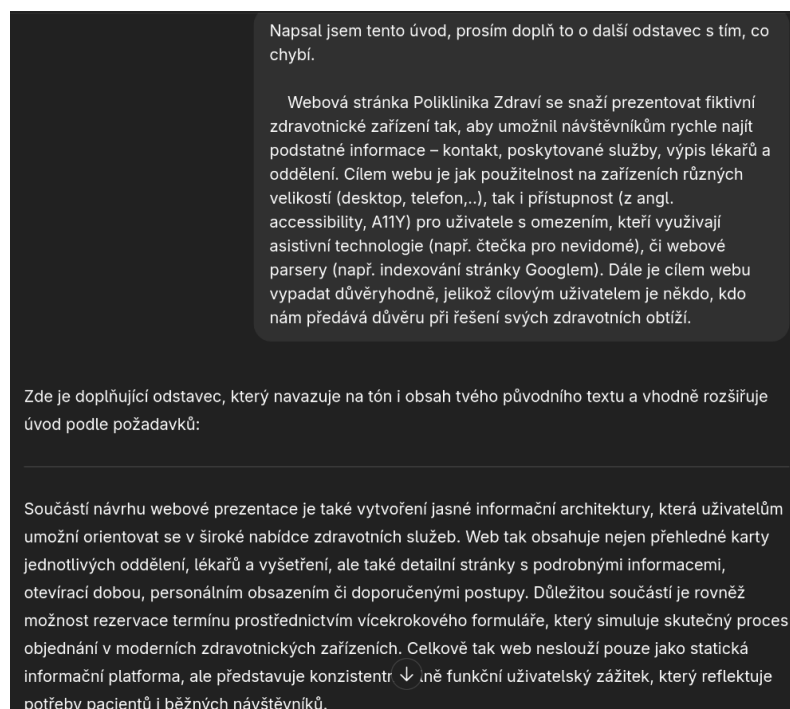 Napsal jsem tento úvod, prosím doplň to o další odstavec s tím, co
chybí.
Webová stránka Poliklinika Zdraví se snaží prezentovat fiktivní
zdravotnické zařízení tak, aby umožnil návštěvníkům rychle najít
podstatné informace – kontakt, poskytované služby, výpis lékařů a
oddělení. Cílem webu je jak použitelnost na zařízeních různých
velikostí (desktop, telefon,..), tak i přístupnost (z angl.
accessibility, A11Y) pro uživatele s omezením, kteří využivají
asistivní technologie (např. čtečka pro nevidomé), či webové
parsery (např. indexování stránky Googlem). Dále je cílem webu
vypadat důvěryhodně, jelikož cílovým uživatelem je někdo, kdo
nám předává důvěru při řešení svých zdravotních obtíží.
Zde je doplňující odstavec, který navazuje na tón i obsah tvého původního textu a vhodně rozšiřuje
úvod podle požadavků:
Součástí návrhu webové prezentace je také vytvoření jasné informační architektury, která uživatelům
umožní orientovat se v široké nabídce zdravotních služeb. Web tak obsahuje nejen přehledné karty
jednotlivých oddělení, lékařů a vyšetření, ale také detailní stránky s podrobnými informacemi,
otevírací dobou, personálním obsazením či doporučenými postupy. Důležitou součástí je rovněž
možnost rezervace termínu prostřednictvím vícekrokového formuláře, který simuluje skutečný proces
objednání v moderních zdravotnických zařízeních. Celkově tak web neslouží pouze jako statická
informační platforma, ale představuje funkční uživatelský zážitek, který reflektuje
potřeby pacientů i běžných návštěvníků.